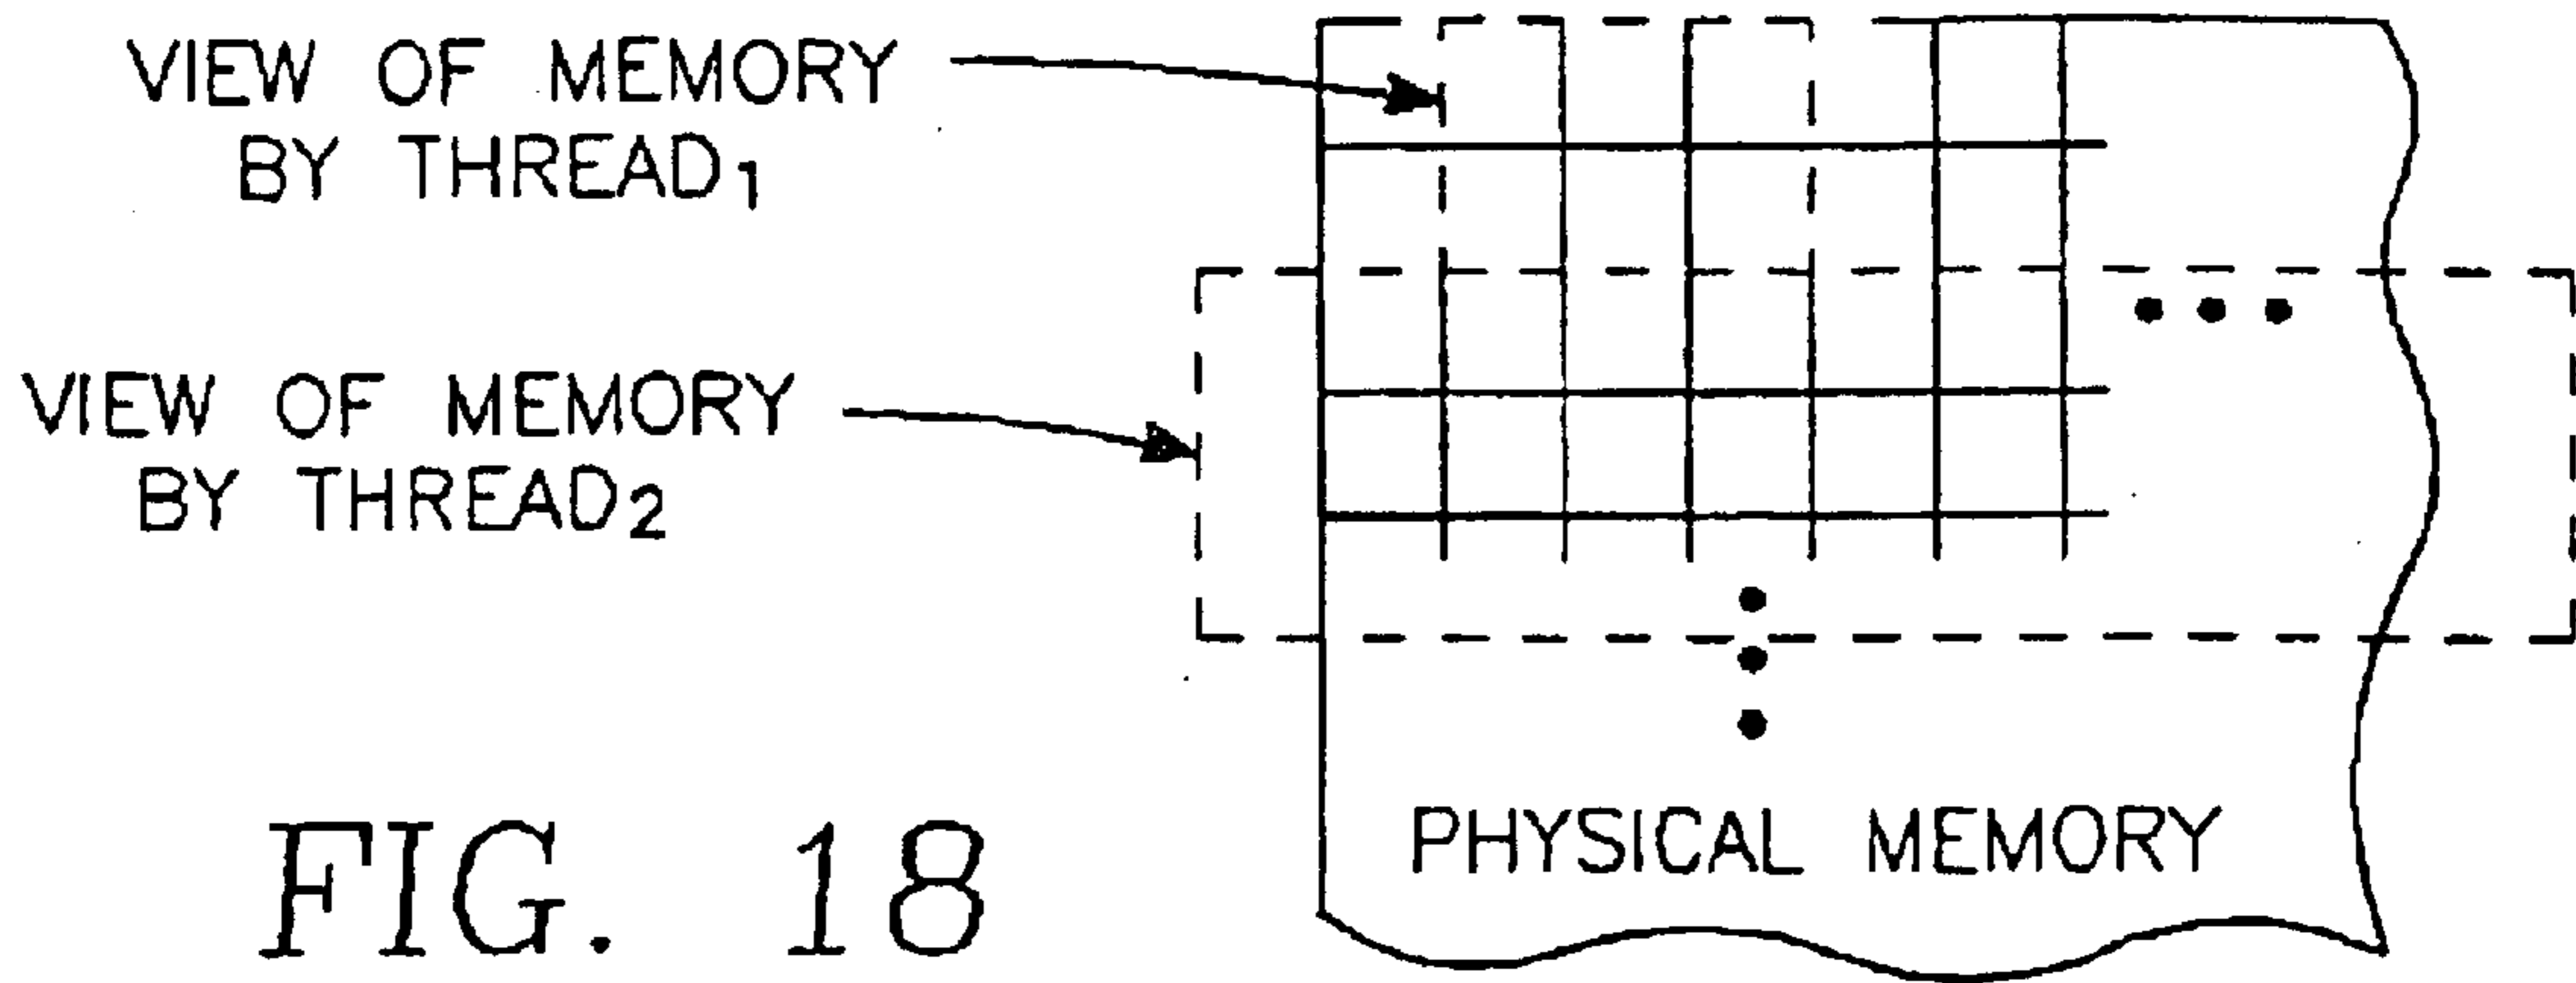 VIEW OF MEMORY
BY THREAD₁
VIEW OF MEMORY
BY THREAD₂
PHYSICAL MEMORY
FIG. 18